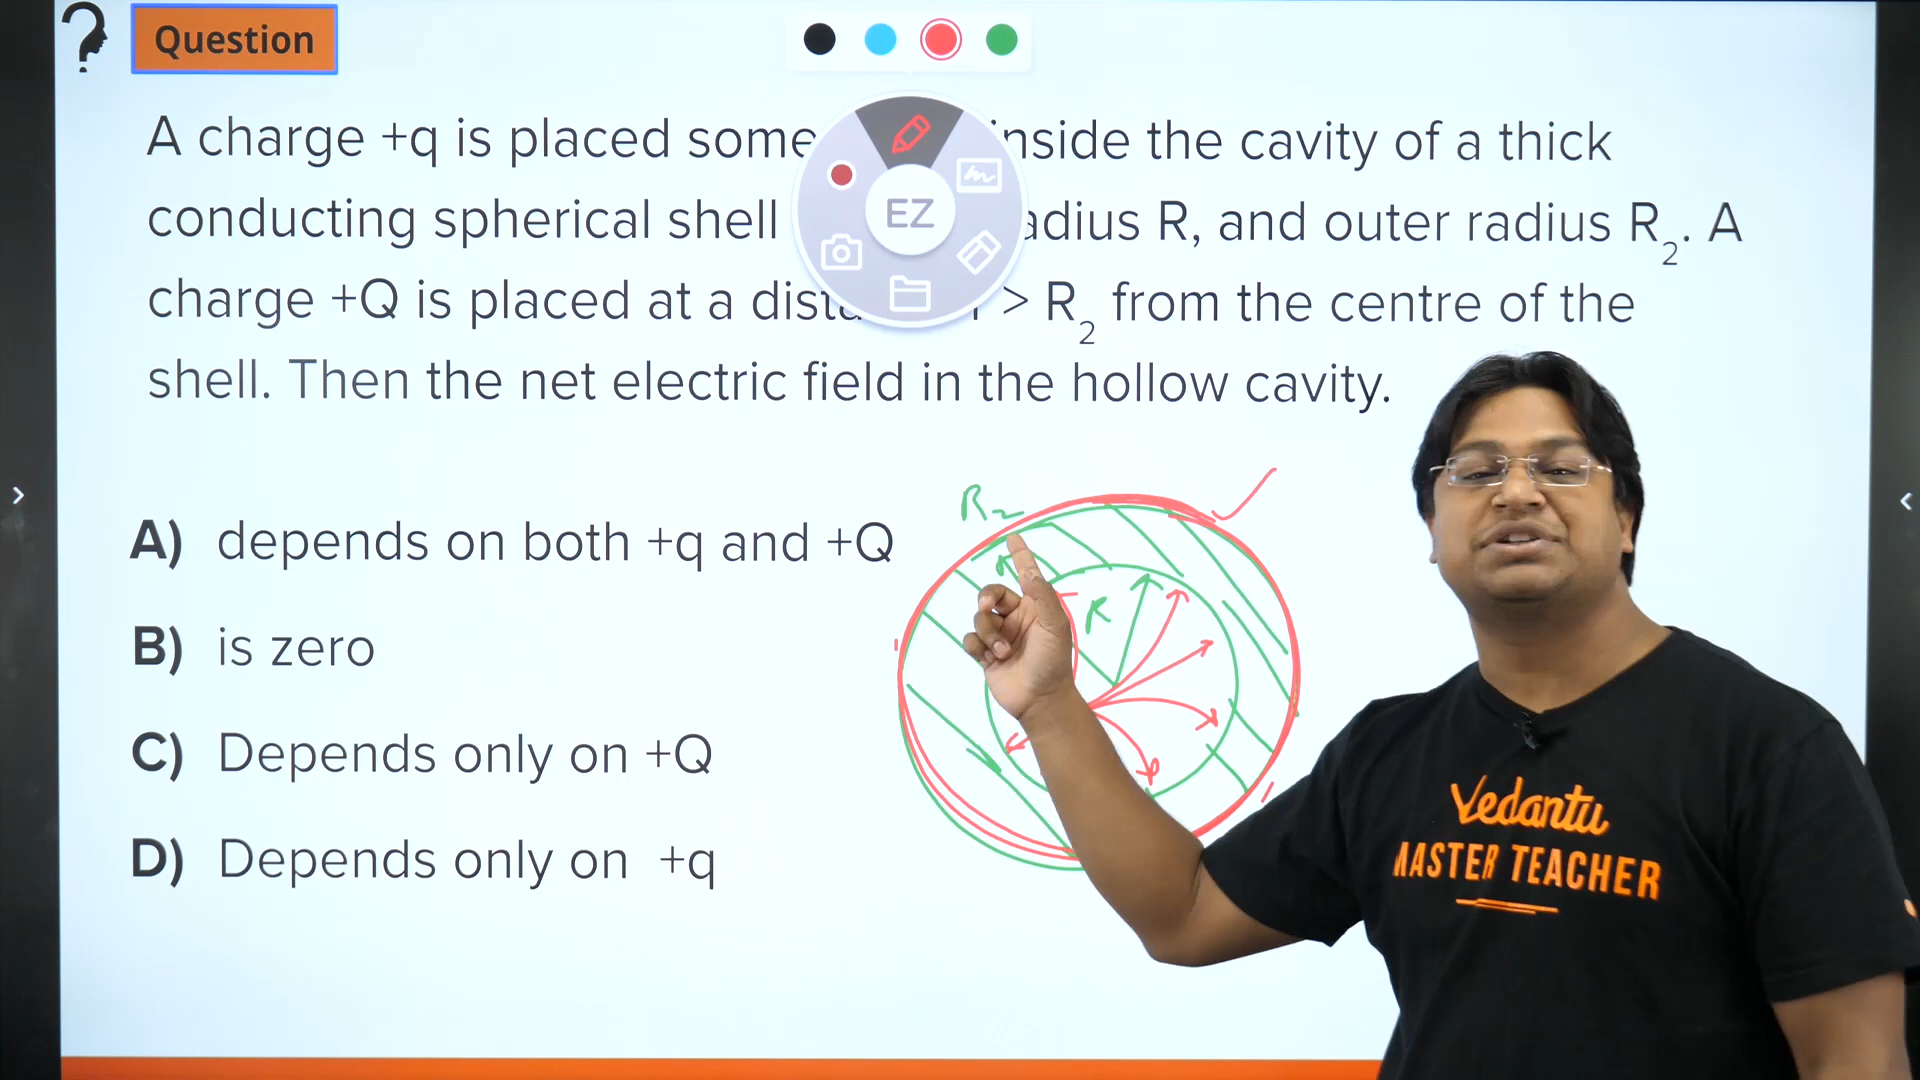 Question
A charge +q is placed some inside the cavity of a thick
conducting spherical shell adius R, and outer radius R₂. A
charge +Q is placed at a dist > R₂ from the centre of the
shell. Then the net electric field in the hollow cavity.
EZ
A) depends on both +q and +Q
B) is zero
C) Depends only on +Q
D) Depends only on +q
R₂
R
Vedantu
MASTER TEACHER